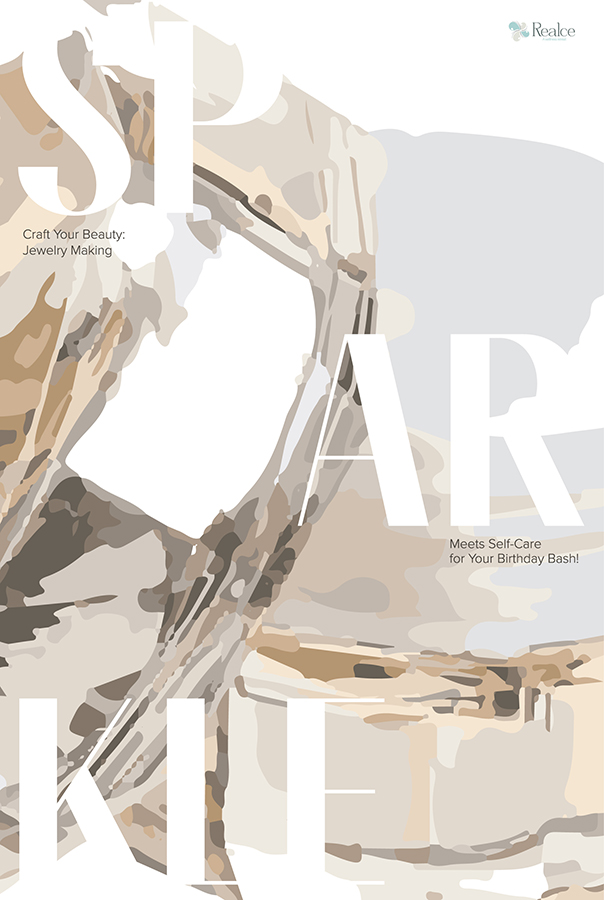 Realce
SP
Craft Your Beauty:
Jewelry Making
AR
Meets Self-Care
for Your Birthday Bash!
KLE